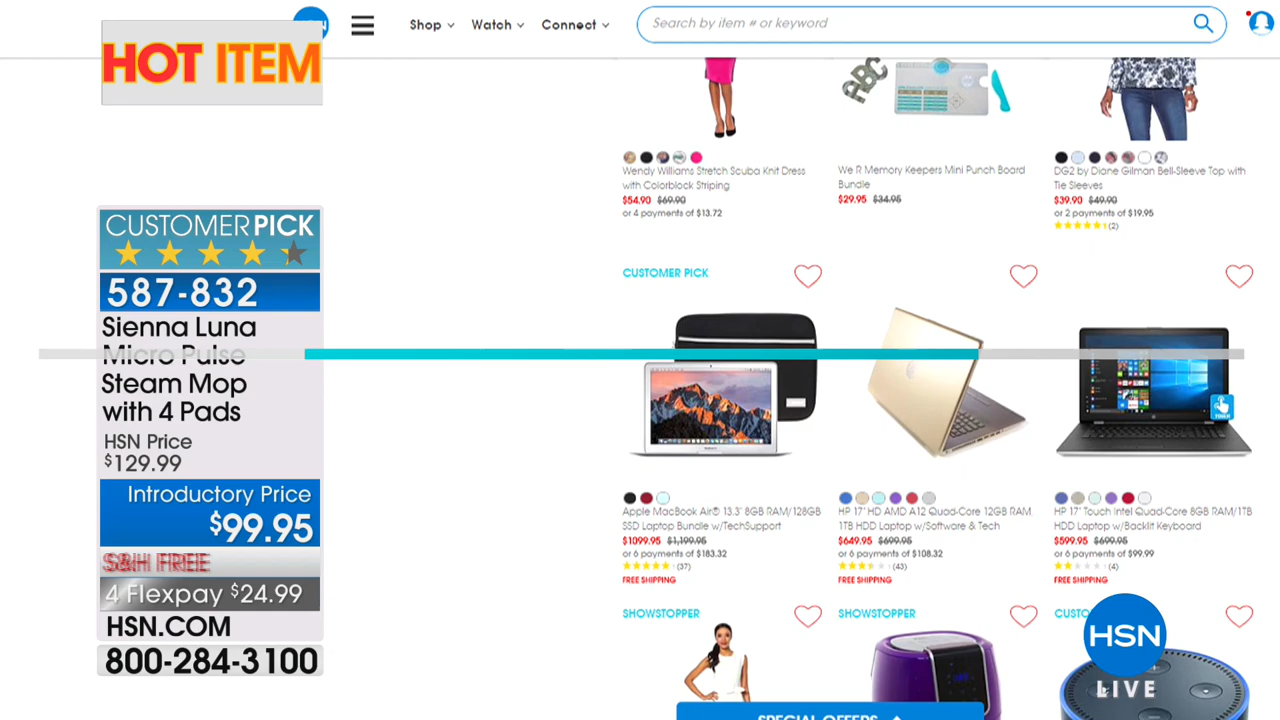 Shop
Watch
Connect
Search by item # or keyword
HOT ITEM
CUSTOMER PICK
587-832
Sienna Luna
Micro Pulse
Steam Mop
with 4 Pads
HSN Price
$129.99
Introductory Price
$99.95
S&H FREE
4 Flexpay $24.99
HSN.COM
800-284-3100
ABC
Wendy Williams Stretch Scuba Knit Dress
with Colorblock Striping
$54.90 $69.90
or 4 payments of $13.72
We R Memory Keepers Mini Punch Board
Bundle
$29.95 $34.95
DG2 by Diane Gilman Bell-Sleeve Top with
Tie Sleeves
$39.90 $49.90
or 2 payments of $19.95
(2)
CUSTOMER PICK
Apple MacBook Air® 13.3" 8GB RAM/128GB
SSD Laptop Bundle w/TechSupport
$1099.95 $1,199.95
or 6 payments of $183.32
(37)
FREE SHIPPING
HP 17" HD AMD A12 Quad-Core 12GB RAM
1TB HDD Laptop w/Software & Tech
$649.95 $699.95
or 6 payments of $108.32
(43)
FREE SHIPPING
TOUCH
HP 17" Touch Intel Quad-Core 8GB RAM/1TB
HDD Laptop w/Backlit Keyboard
$599.95 $699.95
or 6 payments of $99.99
(4)
FREE SHIPPING
SHOWSTOPPER
SHOWSTOPPER
CUSTO
HSN
LIVE
SPECIAL OFFERS